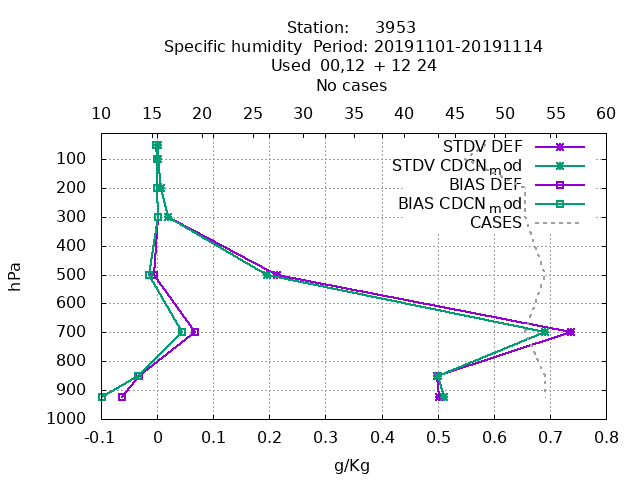 Station: 3953
Specific humidity Period: 20191101-20191114
Used 00,12 + 12 24
No cases
10 15 20 25 30 35 40 45 50 55 60
STDV DEF
STDV CDCN_mod
BIAS DEF
BIAS CDCN_mod
CASES
hPa
100
200
300
400
500
600
700
800
900
1000
-0.1 0 0.1 0.2 0.3 0.4 0.5 0.6 0.7 0.8
g/Kg